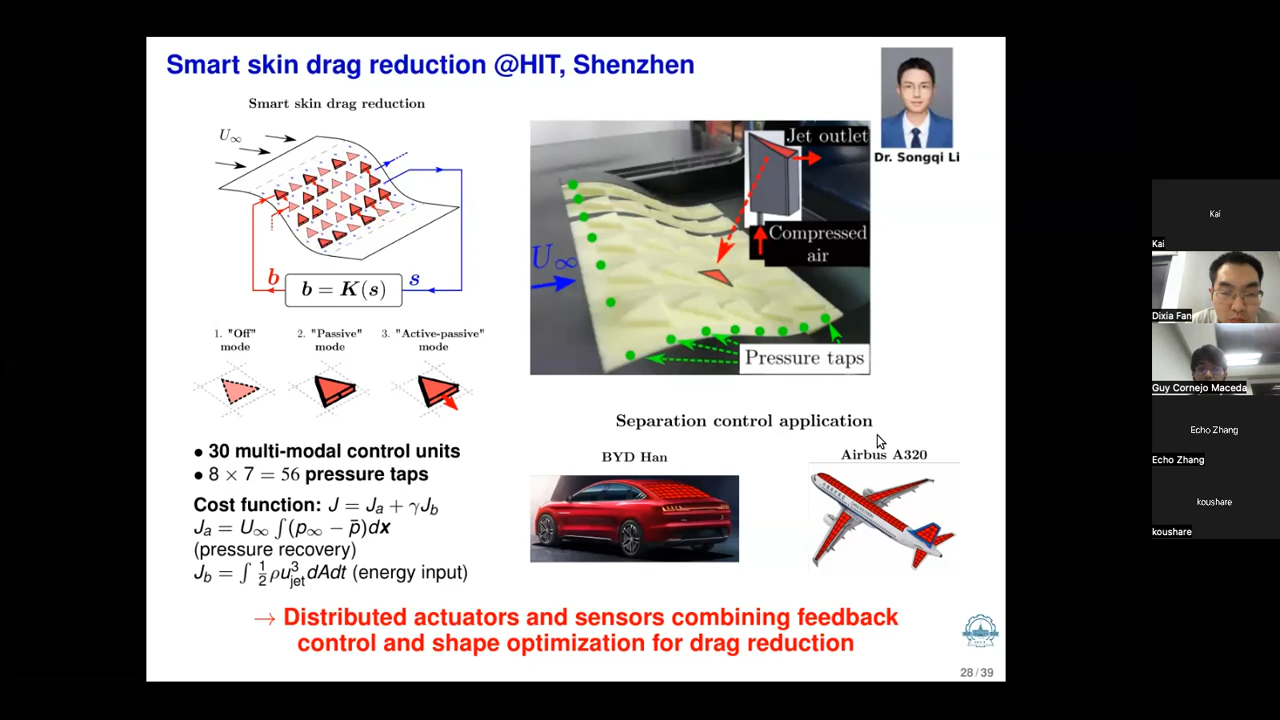 Smart skin drag reduction @HIT, Shenzhen
Smart skin drag reduction
U∞
b
s
b = K(s)
1. "Off"
mode
2. "Passive"
mode
3. "Active-passive"
mode
• 30 multi-modal control units
• 8 × 7 = 56 pressure taps
Cost function: J = Ja + γJb
Ja = U∞ ∫(p∞ − p̄)dx
(pressure recovery)
Jb = ∫ ½ρu³jet dAdt (energy input)
Jet outlet
Compressed
air
U∞
Pressure taps
Dr. Songqi Li
Separation control application
BYD Han
Airbus A320
→ Distributed actuators and sensors combining feedback
control and shape optimization for drag reduction
28 / 39
Kai
Kai
Dixia Fan
Guy Cornejo Maceda
Echo Zhang
Echo Zhang
koushare
koushare